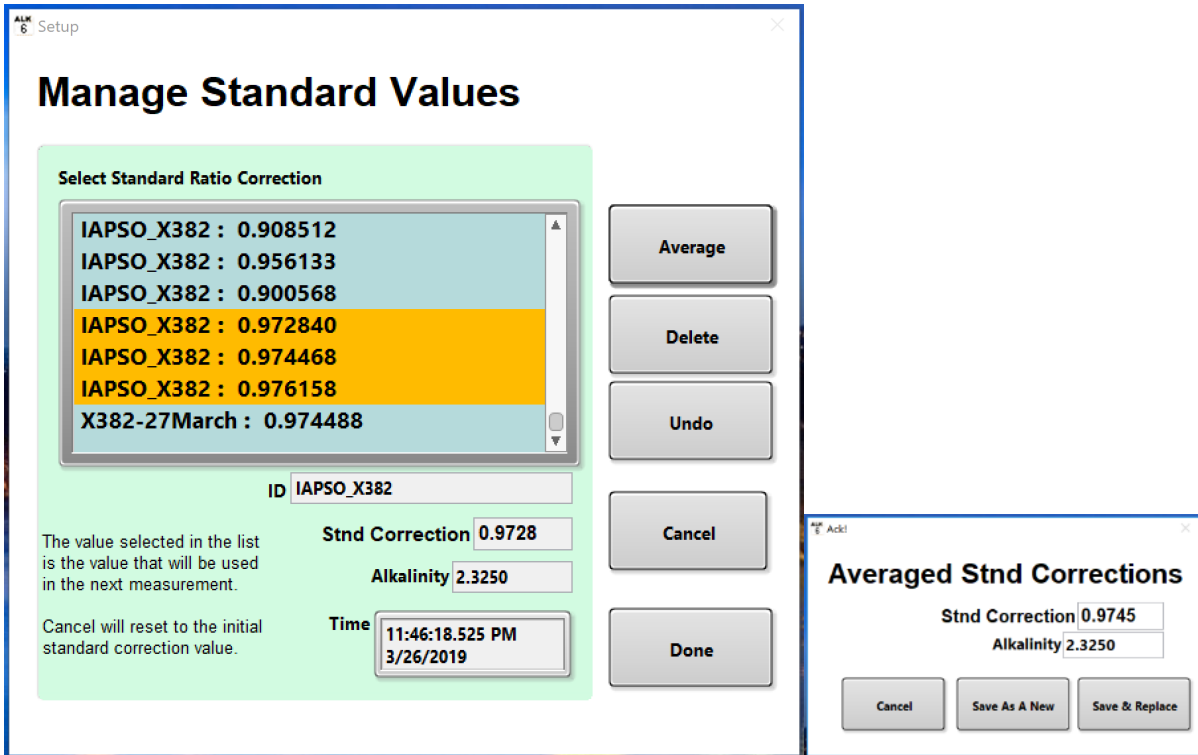 ALK
6 Setup
Manage Standard Values
Select Standard Ratio Correction
IAPSO_X382 : 0.908512
IAPSO_X382 : 0.956133
IAPSO_X382 : 0.900568
IAPSO_X382 : 0.972840
IAPSO_X382 : 0.974468
IAPSO_X382 : 0.976158
X382-27March : 0.974488
ID IAPSO_X382
Stnd Correction 0.9728
Alkalinity 2.3250
The value selected in the list
is the value that will be used
in the next measurement.
Cancel will reset to the initial
standard correction value.
Time 11:46:18.525 PM
3/26/2019
Average
Delete
Undo
Cancel
Done
ALK
6 Ack!
Averaged Stnd Corrections
Stnd Correction 0.9745
Alkalinity 2.3250
Cancel
Save As A New
Save & Replace